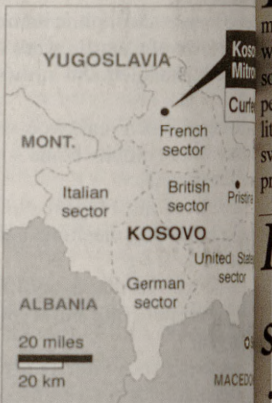 YUGOSLAVIA
Koso
Mitro
Curfe
French
sector
MONT.
Italian
sector
British
sector
Pristina
KOSOVO
United State
sector
German
sector
ALBANIA
20 miles
20 km
MACEDO